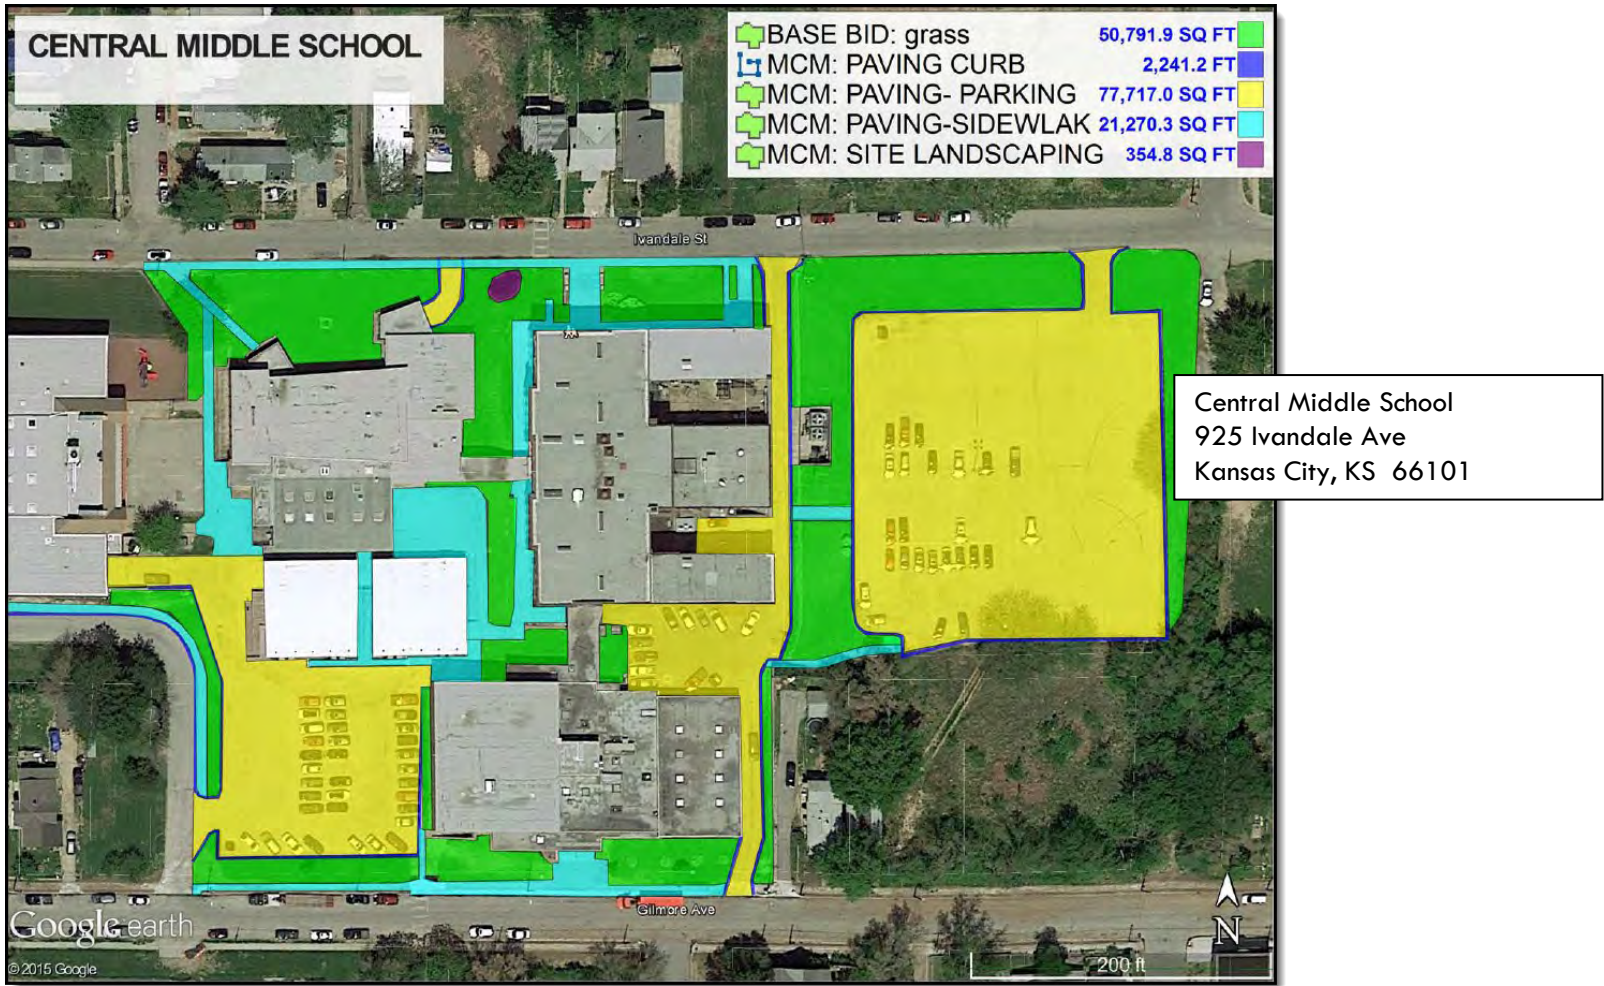 CENTRAL MIDDLE SCHOOL
BASE BID: grass 50,791.9 SQ FT
MCM: PAVING CURB 2,241.2 FT
MCM: PAVING- PARKING 77,717.0 SQ FT
MCM: PAVING-SIDEWLAK 21,270.3 SQ FT
MCM: SITE LANDSCAPING 354.8 SQ FT
Ivandale St
Central Middle School
925 Ivandale Ave
Kansas City, KS 66101
Gilmore Ave
Google earth
© 2015 Google
N
200 ft